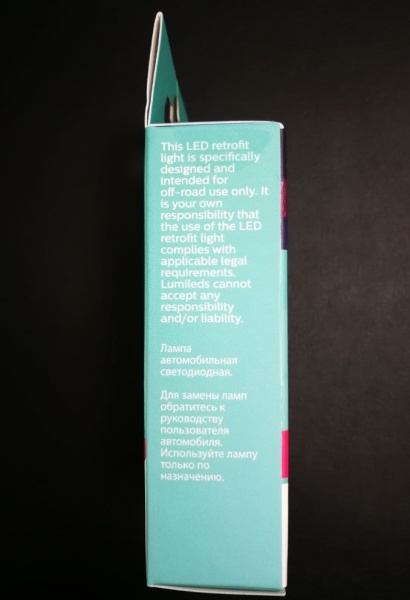 This LED retrofit
light is specifically
designed and
intended for
off-road use only. It
is your own
responsibility that
the use of the LED
retrofit light
complies with
applicable legal
requirements.
Lumileds cannot
accept any
responsibility
and/or liability.
Лампа
автомобильная
светодиодная.
Для замены ламп
обратитесь к
руководству
пользователя
автомобиля.
Используйте лампу
только по
назначению.